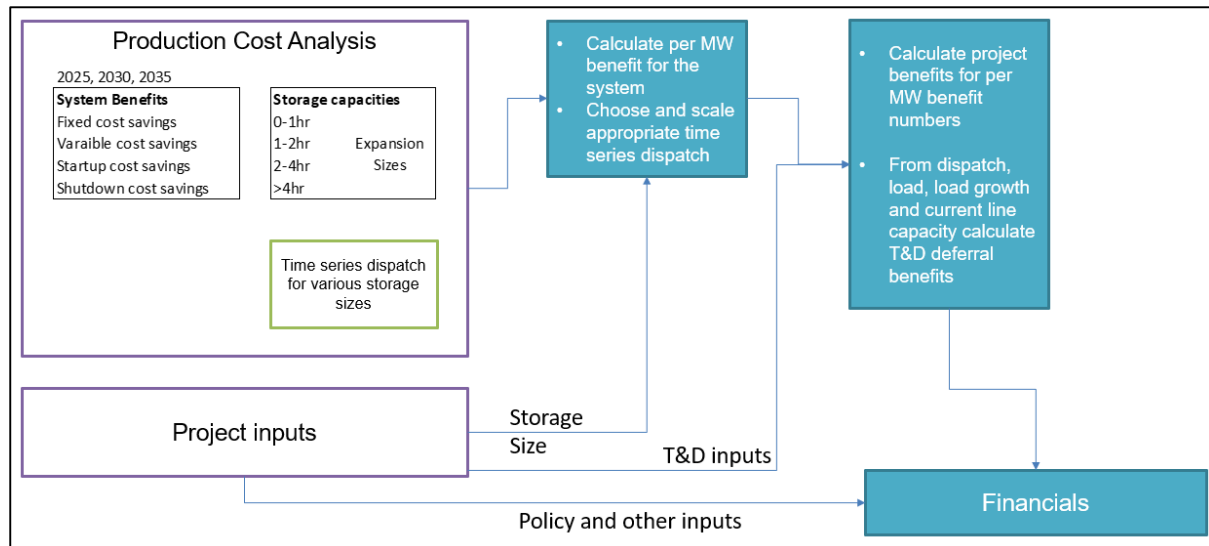 Production Cost Analysis
2025, 2030, 2035
System Benefits
Fixed cost savings
Varaible cost savings
Startup cost savings
Shutdown cost savings
Storage capacities
0-1hr
1-2hr
2-4hr
>4hr
Expansion
Sizes
Time series dispatch
for various storage
sizes
• Calculate per MW
benefit for the
system
• Choose and scale
appropriate time
series dispatch
• Calculate project
benefits for per
MW benefit
numbers
• From dispatch,
load, load growth
and current line
capacity calculate
T&D deferral
benefits
Project inputs
Storage
Size
T&D inputs
Policy and other inputs
Financials